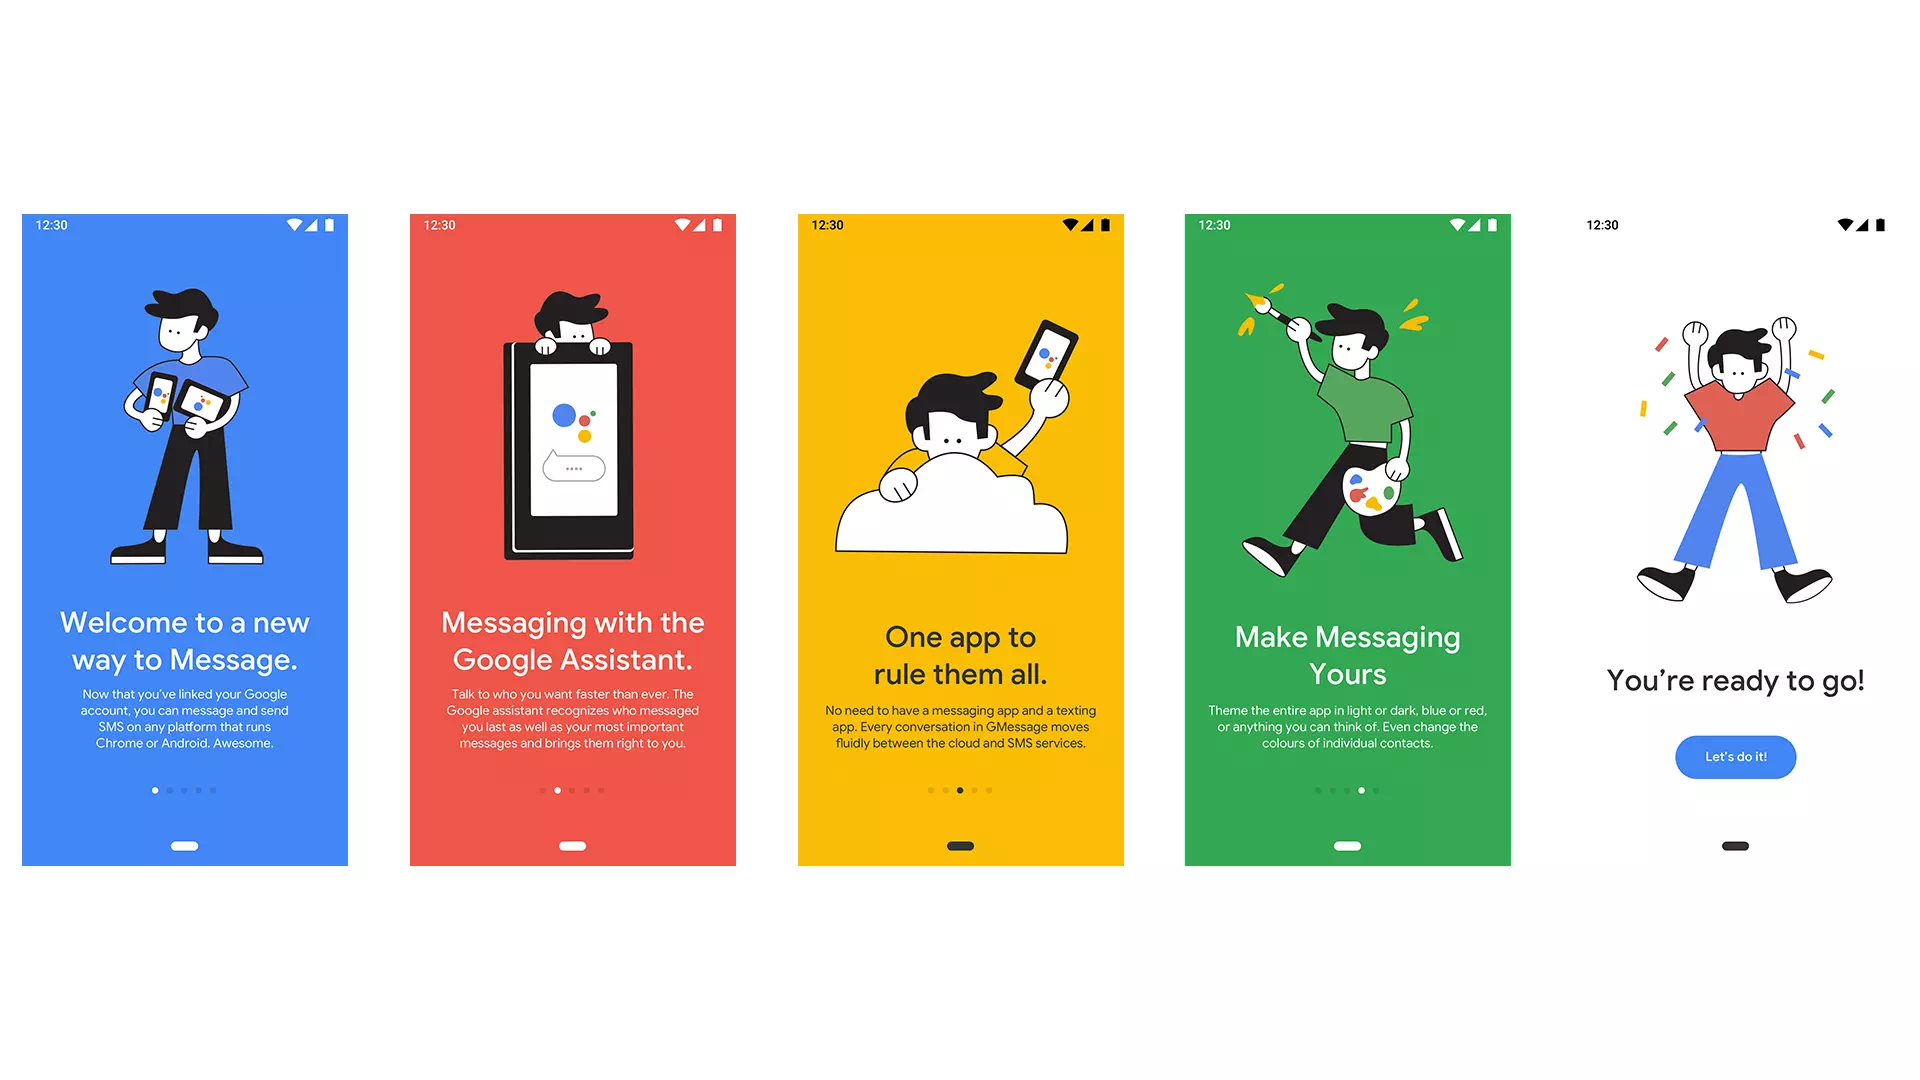 12:30
Welcome to a new
way to Message.
Now that you've linked your Google
account, you can message and send
SMS on any platform that runs
Chrome or Android. Awesome.
12:30
Messaging with the
Google Assistant.
Talk to who you want faster than ever. The
Google assistant recognizes who messaged
you last as well as your most important
messages and brings them right to you.
12:30
One app to
rule them all.
No need to have a messaging app and a texting
app. Every conversation in GMessage moves
fluidly between the cloud and SMS services.
12:30
Make Messaging
Yours
Theme the entire app in light or dark, blue or red,
or anything you can think of. Even change the
colours of individual contacts.
12:30
You're ready to go!
Let's do it!